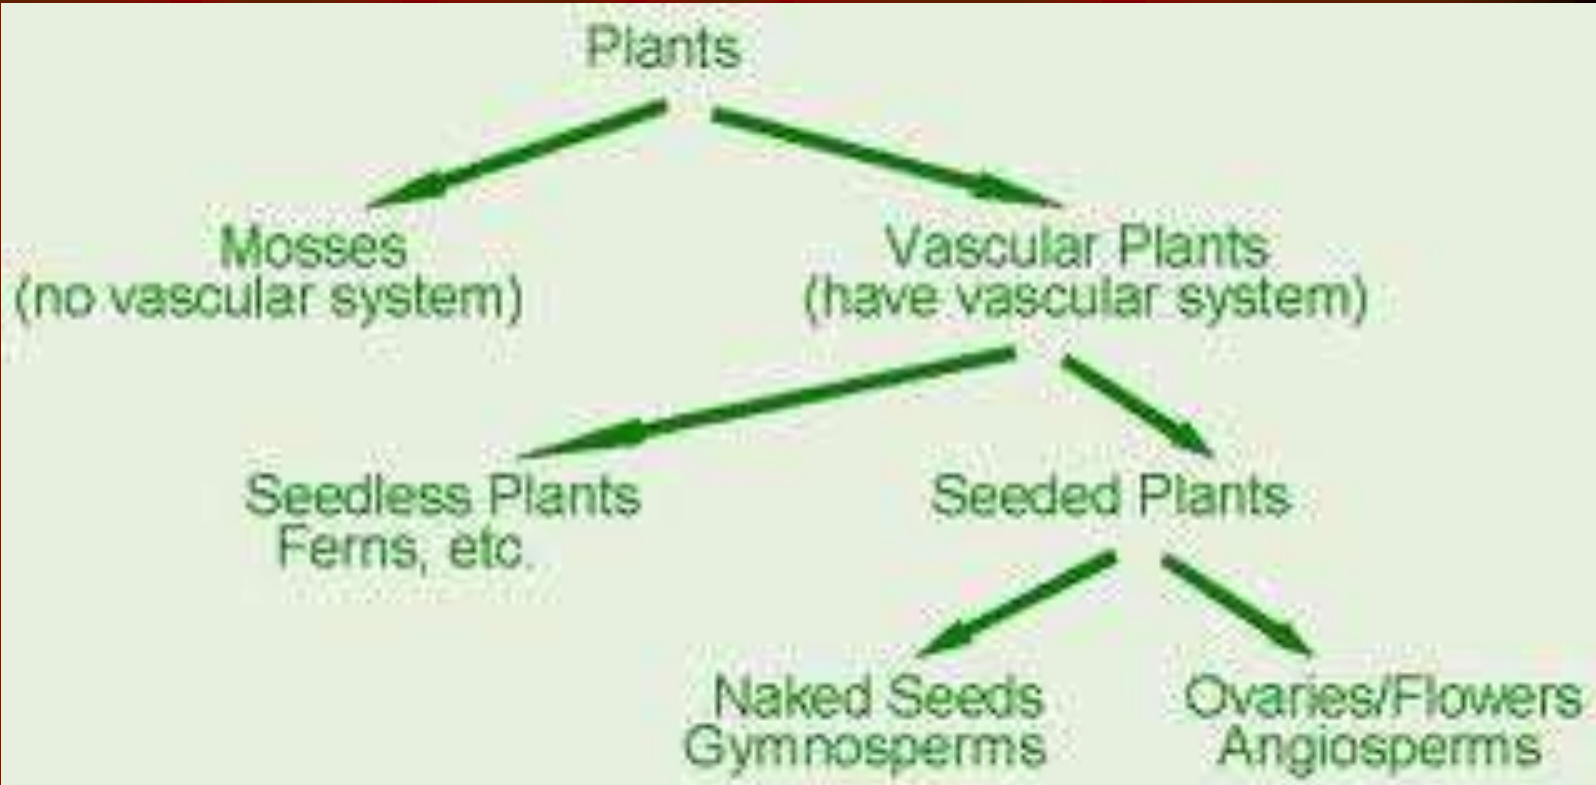 Plants
Mosses
(no vascular system)
Vascular Plants
(have vascular system)
Seedless Plants
Ferns, etc.
Seeded Plants
Naked Seeds
Gymnosperms
Ovaries/Flowers
Angiosperms